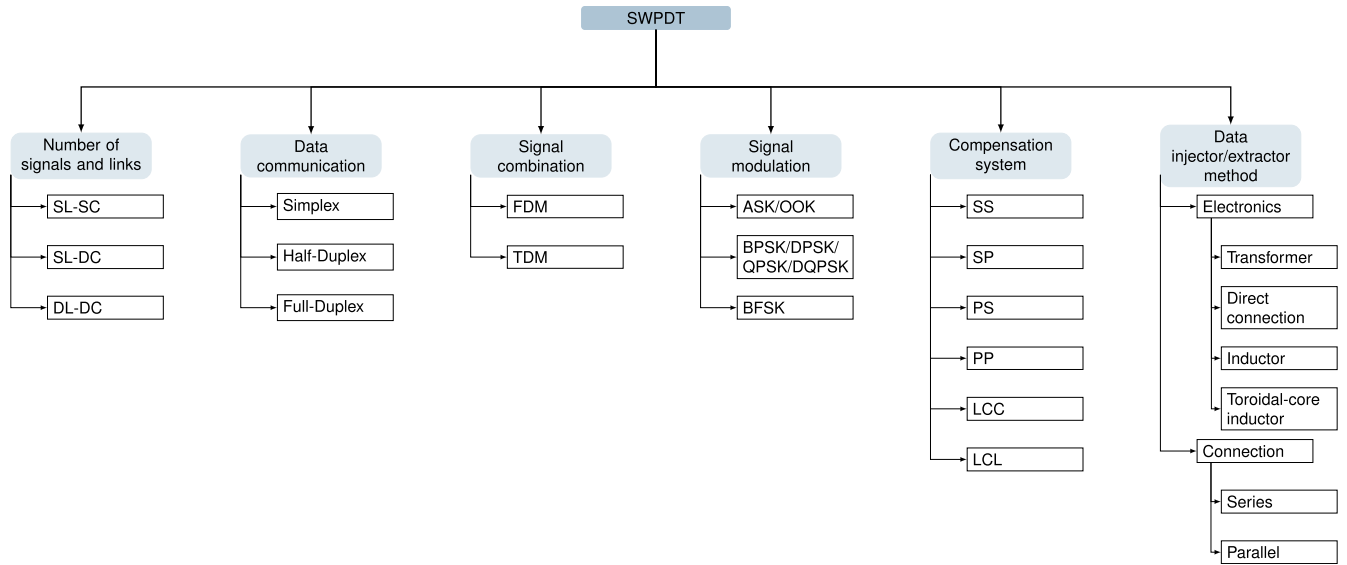 SWPDT
Number of
signals and links
SL-SC
SL-DC
DL-DC
Data
communication
Simplex
Half-Duplex
Full-Duplex
Signal
combination
FDM
TDM
Signal
modulation
ASK/OOK
BPSK/DPSK/
QPSK/DQPSK
BFSK
Compensation
system
SS
SP
PS
PP
LCC
LCL
Data
injector/extractor
method
Electronics
Transformer
Direct
connection
Inductor
Toroidal-core
inductor
Connection
Series
Parallel